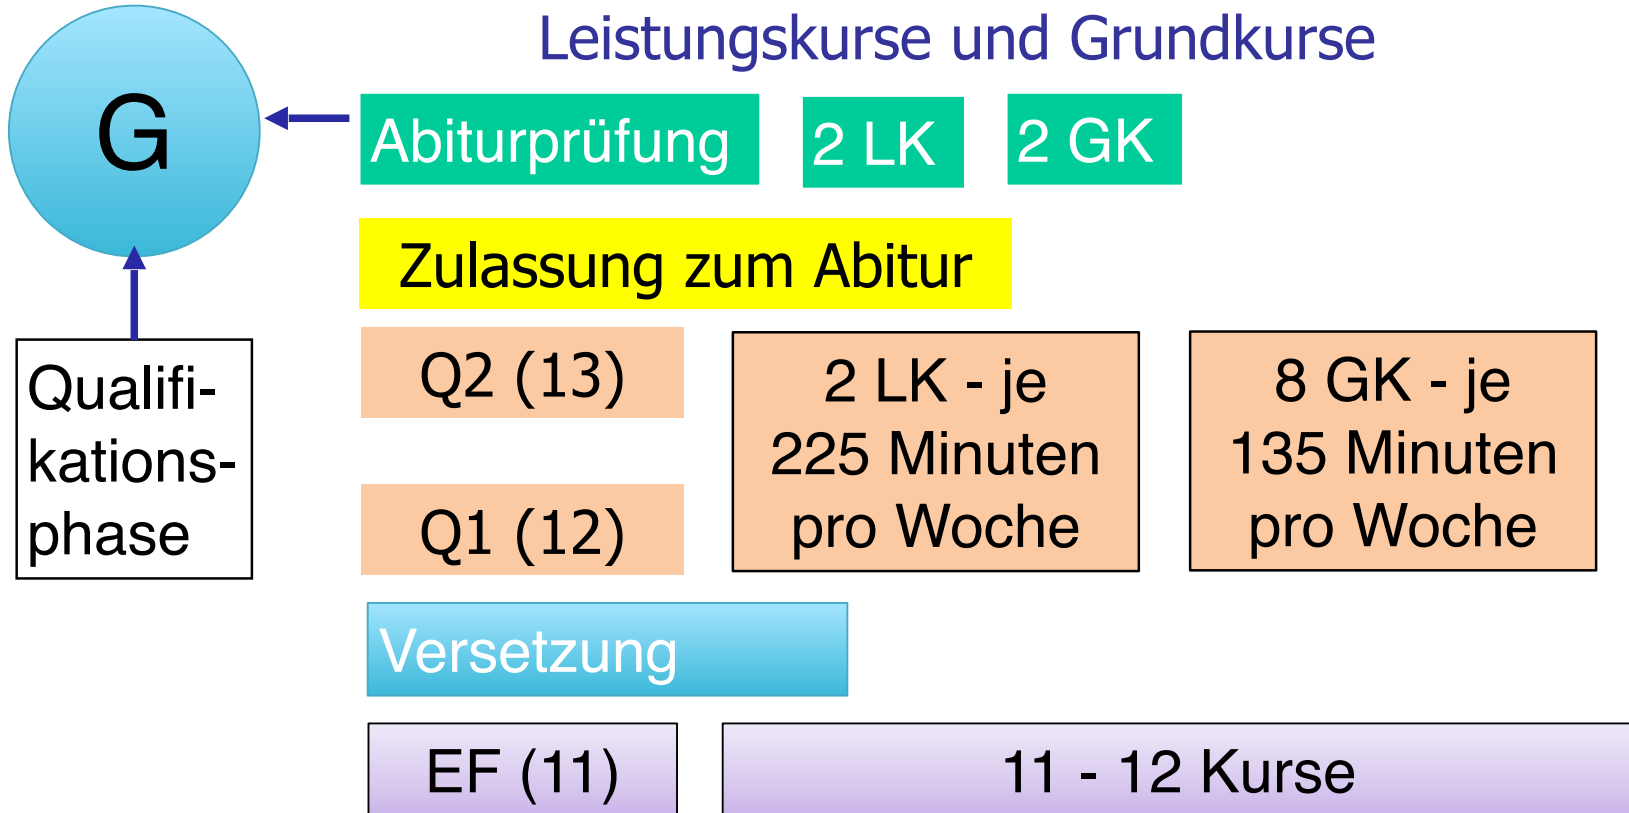 Leistungskurse und Grundkurse
G
Abiturprüfung
2 LK
2 GK
Zulassung zum Abitur
Qualifi-
kations-
phase
Q2 (13)
Q1 (12)
2 LK - je
225 Minuten
pro Woche
8 GK - je
135 Minuten
pro Woche
Versetzung
EF (11)
11 - 12 Kurse